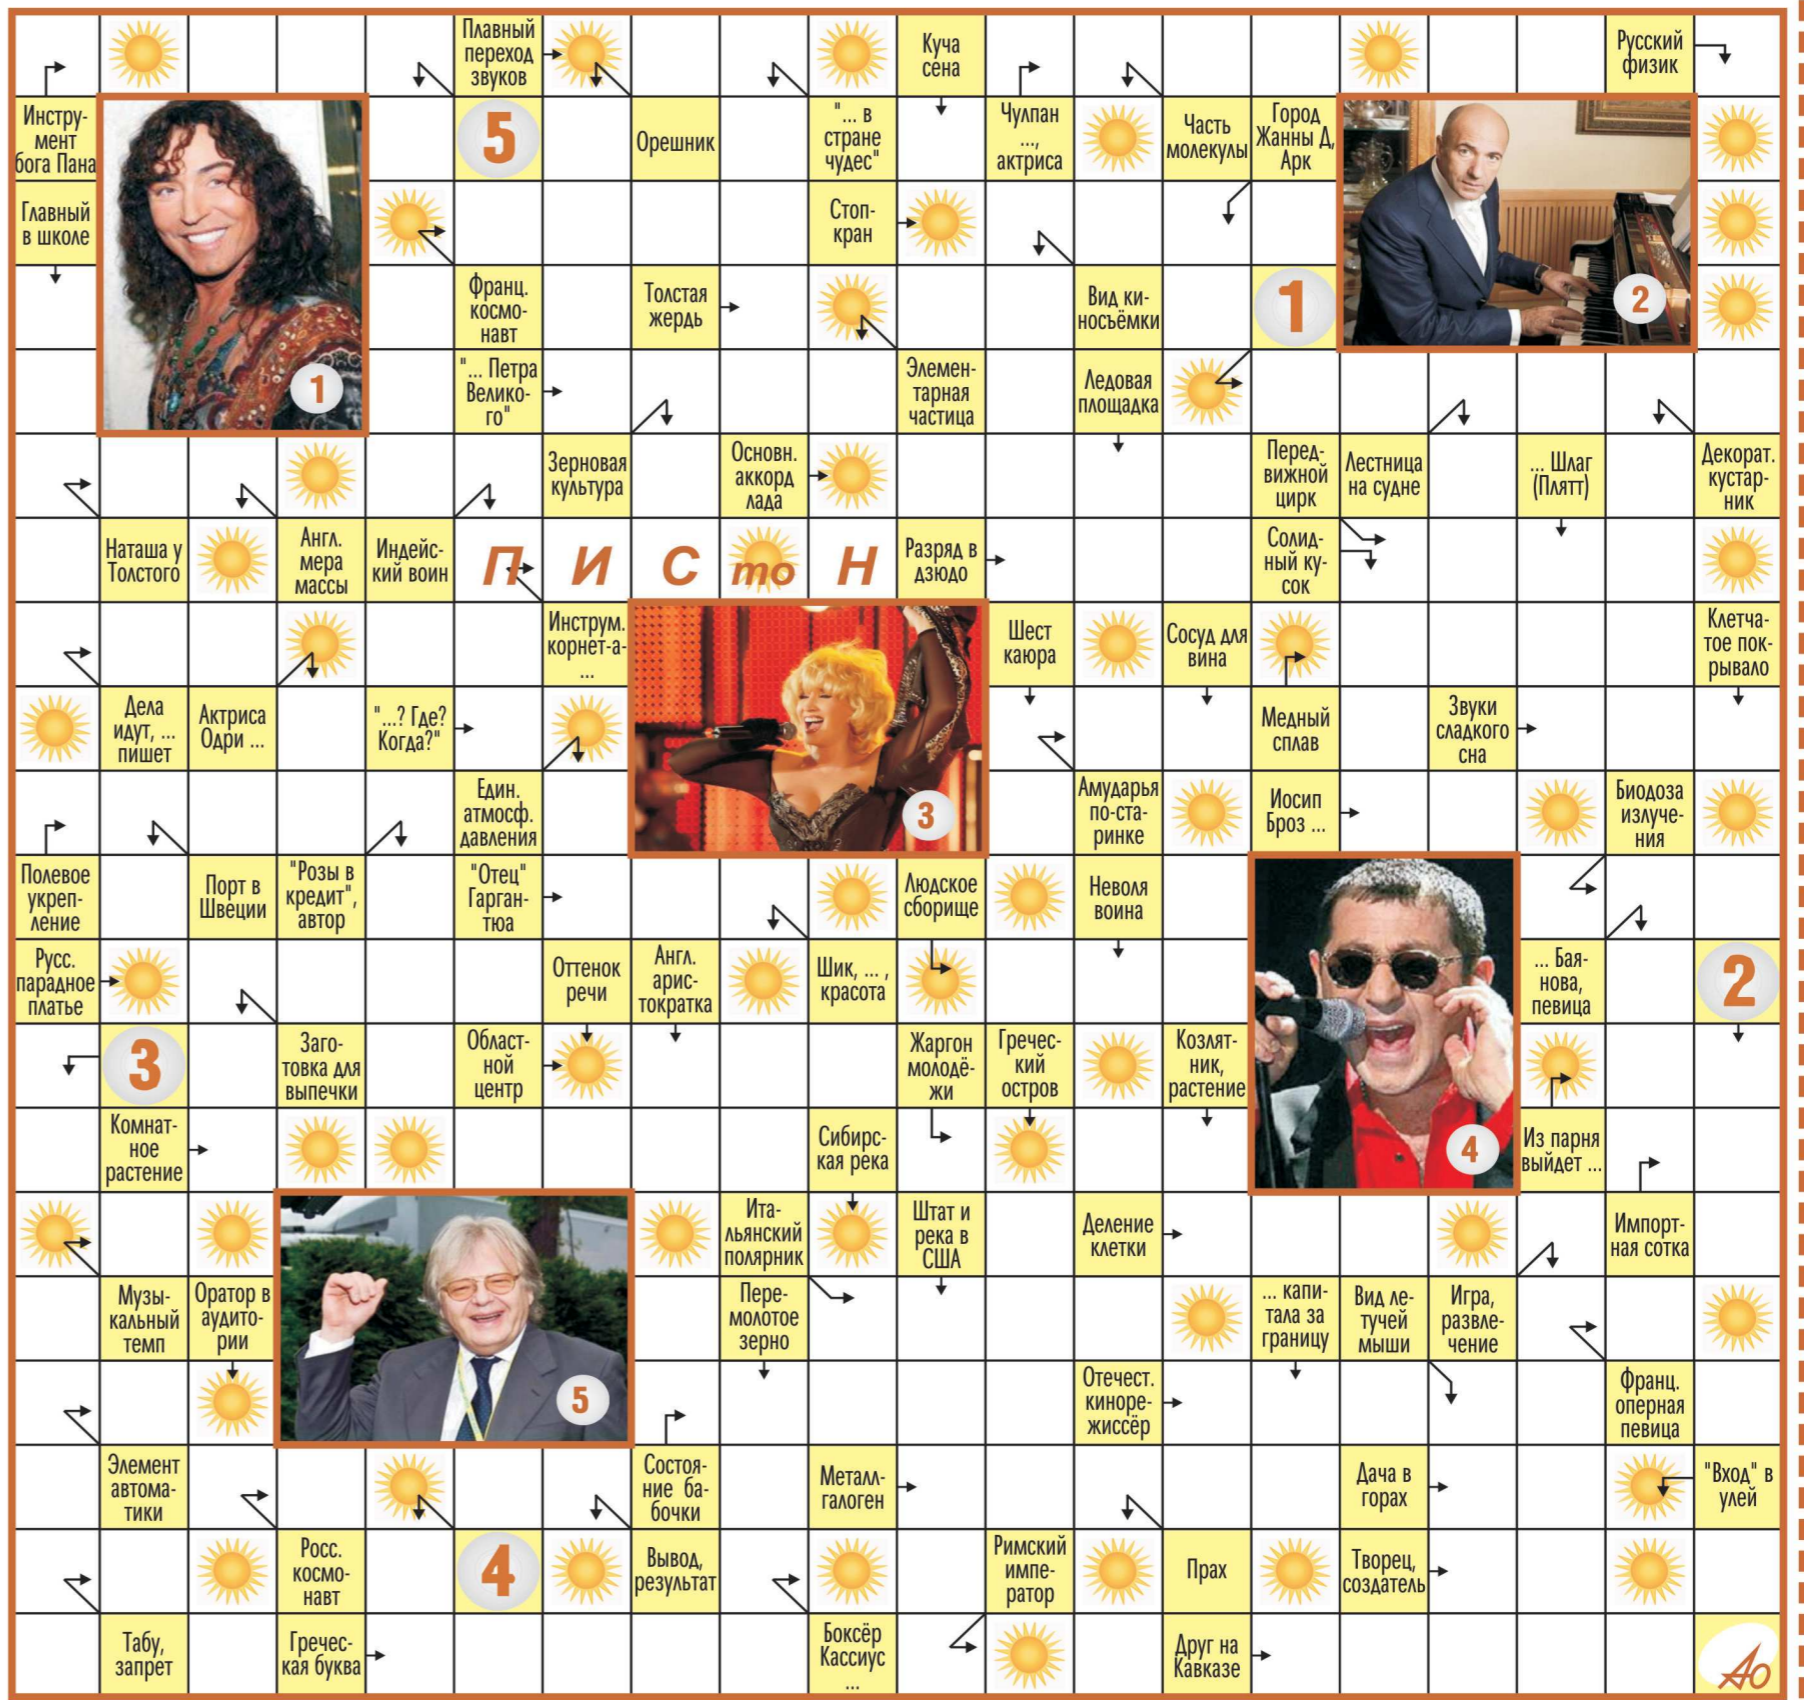 Плавный
переход
звуков
Куча
сена
Русский
физик
Инстру-
мент
бога Пана
5
Орешник
"... в
стране
чудес"
Чулпан
...,
актриса
Часть
молекулы
Город
Жанны Д,
Арк
Главный
в школе
Стоп-
кран
Франц.
космо-
навт
Толстая
жердь
Вид ки-
носъёмки
1
2
"... Петра
Велико-
го"
Элемен-
тарная
частица
Ледовая
площадка
1
Зерновая
культура
Основн.
аккорд
лада
Перед-
вижной
цирк
Лестница
на судне
... Шлаг
(Плятт)
Декорат.
кустар-
ник
Наташа у
Толстого
Англ.
мера
массы
Индейс-
кий воин
П И С то Н
Разряд в
дзюдо
Солид-
ный ку-
сок
Инструм.
корнет-а-
...
Шест
каюра
Сосуд для
вина
Клетча-
тое пок-
рывало
Дела
идут, ...
пишет
Актриса
Одри ...
"...? Где?
Когда?"
Медный
сплав
Звуки
сладкого
сна
Един.
атмосф.
давления
3
Амударья
по-ста-
ринке
Иосип
Броз ...
Биодоза
излуче-
ния
Полевое
укреп-
ление
Порт в
Швеции
"Розы в
кредит",
автор
"Отец"
Гарган-
тюа
Людское
сборище
Неволя
воина
Русс.
парадное
платье
Оттенок
речи
Англ.
арис-
тократка
Шик, ... ,
красота
... Бая-
нова,
певица
2
3
Заго-
товка для
выпечки
Област-
ной
центр
Жаргон
молодё-
жи
Гречес-
кий
остров
Козлят-
ник,
растение
Комнат-
ное
растение
Сибирс-
кая река
4
Из парня
выйдет ...
Ита-
льянский
полярник
Штат и
река в
США
Деление
клетки
Импорт-
ная сотка
Музы-
кальный
темп
Оратор в
аудито-
рии
Пере-
молотое
зерно
... капи-
тала за
границу
Вид ле-
тучей
мыши
Игра,
развле-
чение
5
Отечест.
киноре-
жиссёр
Франц.
оперная
певица
Элемент
автома-
тики
Состоя-
ние ба-
бочки
Металл-
галоген
Дача в
горах
"Вход" в
улей
Росс.
космо-
навт
4
Вывод,
результат
Римский
импе-
ратор
Прах
Творец,
создатель
Табу,
запрет
Гречес-
кая буква
Боксёр
Кассиус
...
Друг на
Кавказе
Ао